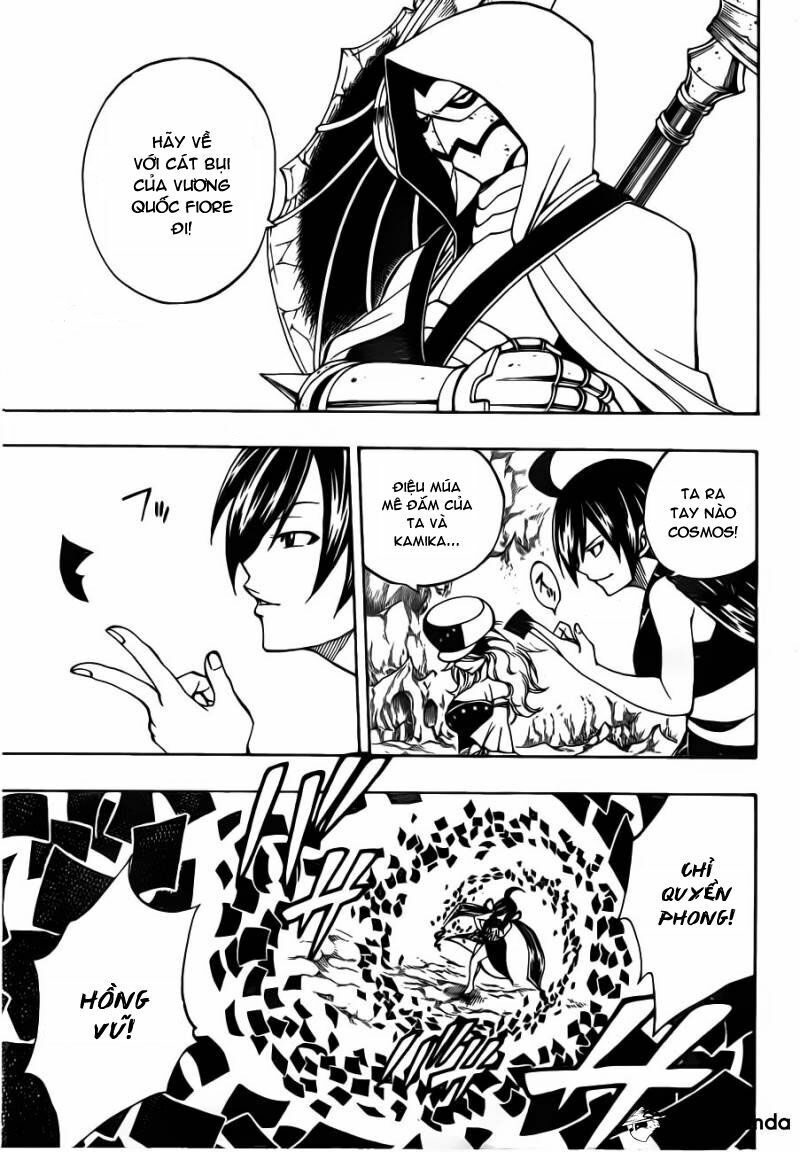 HÃY VỀ
VỚI CÁT BỤI
CỦA VƯƠNG
QUỐC FIORE
ĐI!
TA RA
TAY NÀO
COSMOS!
ĐIỆU MÚA
MÊ ĐẮM CỦA
TA VÀ
KAMIKA...
CHỈ
QUYỀN
PHONG!
HỒNG
VŨ!